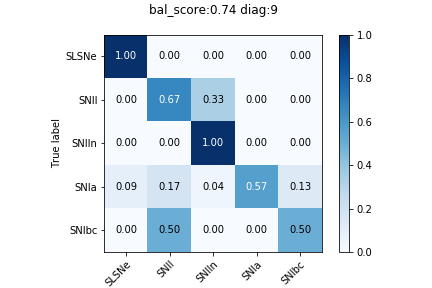 bal_score:0.74 diag:9
True label
SLSNe 1.00 0.00 0.00 0.00 0.00
SNII 0.00 0.67 0.33 0.00 0.00
SNIIn 0.00 0.00 1.00 0.00 0.00
SNIa 0.09 0.17 0.04 0.57 0.13
SNIbc 0.00 0.50 0.00 0.00 0.50
SLSNe SNII SNIIn SNIa SNIbc
1.0
0.8
0.6
0.4
0.2
0.0